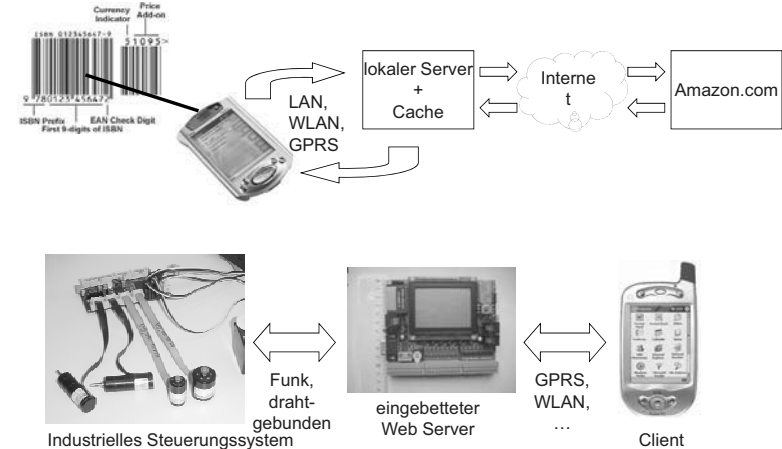 Currency
Indicator
Price
Add-on
ISBN 012345647-9
51095>
9 780123 456472
ISBN Prefix
EAN Check Digit
First 9-digits of ISBN
LAN,
WLAN,
GPRS
lokaler Server
+
Cache
Interne
t
Amazon.com
Funk,
draht-
gebunden
GPRS,
WLAN,
...
Industrielles Steuerungssystem
eingebetteter
Web Server
Client